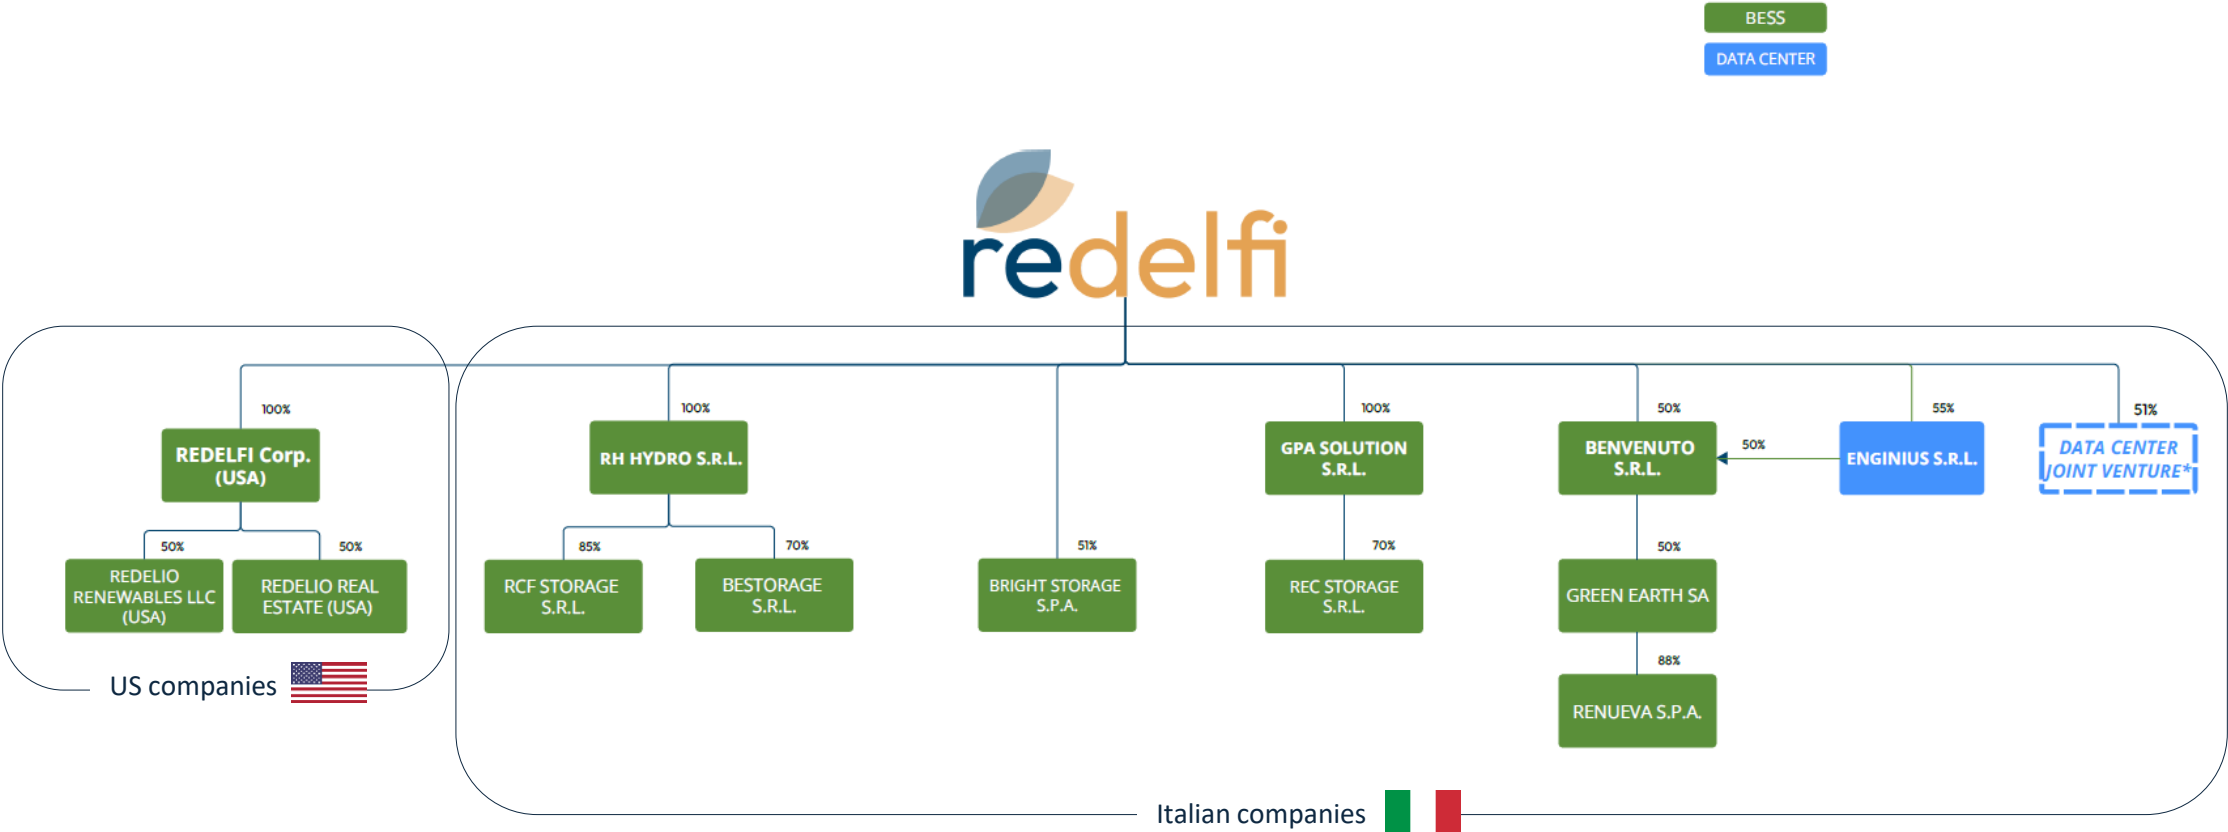 BESS
DATA CENTER
redelfi
100%
REDELFI Corp.
(USA)
50%
REDELIO
RENEWABLES LLC
(USA)
50%
REDELIO REAL
ESTATE (USA)
US companies
100%
RH HYDRO S.R.L.
85%
RCF STORAGE
S.R.L.
70%
BESTORAGE
S.R.L.
51%
BRIGHT STORAGE
S.P.A.
100%
GPA SOLUTION
S.R.L.
70%
REC STORAGE
S.R.L.
50%
BENVENUTO
S.R.L.
50%
50%
GREEN EARTH SA
88%
RENUEVA S.P.A.
55%
ENGINIUS S.R.L.
51%
DATA CENTER
JOINT VENTURE*
Italian companies